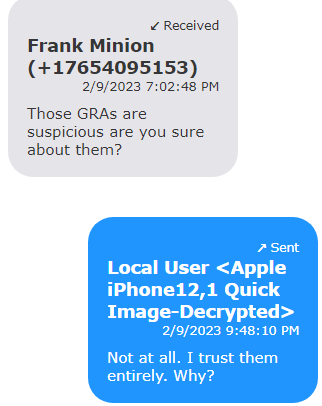 ↙ Received
Frank Minion
(+17654095153)
2/9/2023 7:02:48 PM
Those GRAs are
suspicious are you sure
about them?
↗ Sent
Local User <Apple
iPhone12,1 Quick
Image-Decrypted>
2/9/2023 9:48:10 PM
Not at all. I trust them
entirely. Why?